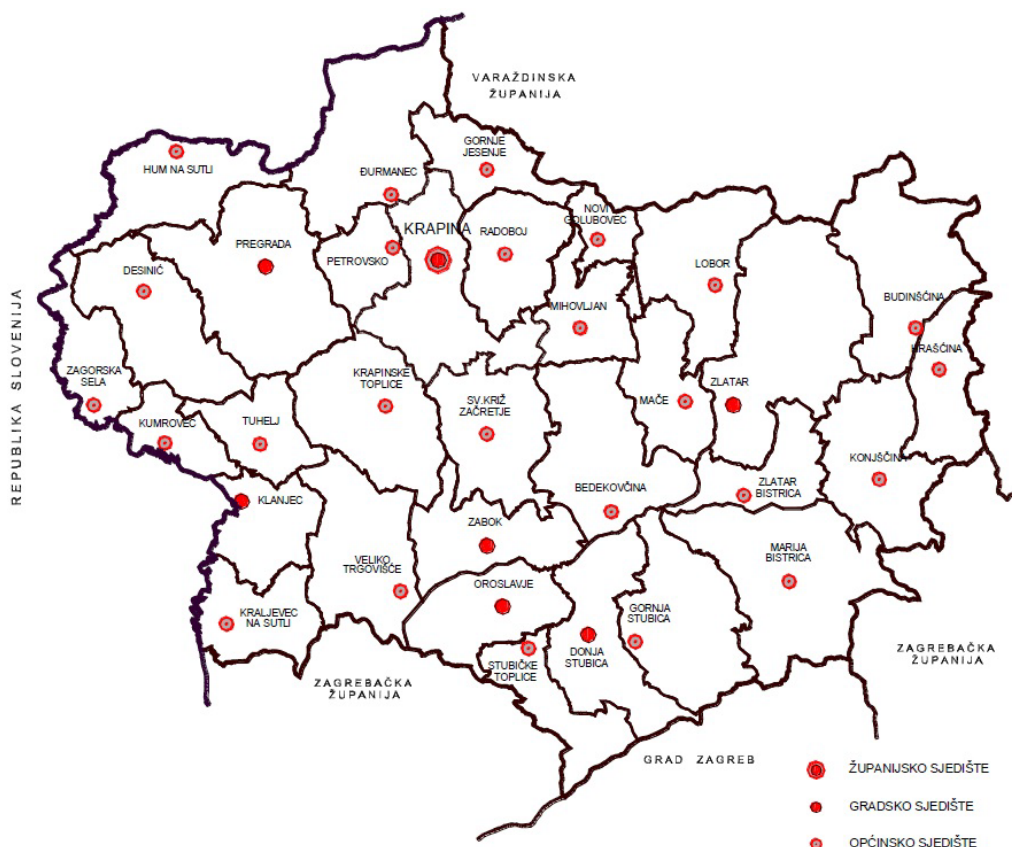 VARAŽDINSKA
ŽUPANIJA
GORNJE
JESENJE
HUM NA SUTLI
ĐURMANEC
NOVI
GOLUBOVEC
KRAPINA
RADOBOJ
PREGRADA
PETROVSKO
DESINIĆ
LOBOR
BUDINŠČINA
MIHOVLJAN
HRAŠĆINA
REPUBLIKA SLOVENIJA
ZAGORSKA
SELA
KRAPINSKE
TOPLICE
SV.KRIŽ
ZAČRETJE
MAČE
ZLATAR
KUMROVEC
TUHELJ
KONJŠČINA
ZLATAR
BISTRICA
BEDEKOVČINA
KLANJEC
ZABOK
MARIJA
BISTRICA
VELIKO
TRGOVIŠĆE
OROSLAVJE
KRALJEVEC
NA SUTLI
GORNJA
STUBICA
DONJA
STUBICA
STUBIČKE
TOPLICE
ZAGREBAČKA
ŽUPANIJA
ZAGREBAČKA
ŽUPANIJA
GRAD ZAGREB
ŽUPANIJSKO SJEDIŠTE
GRADSKO SJEDIŠTE
OPĆINSKO SJEDIŠTE